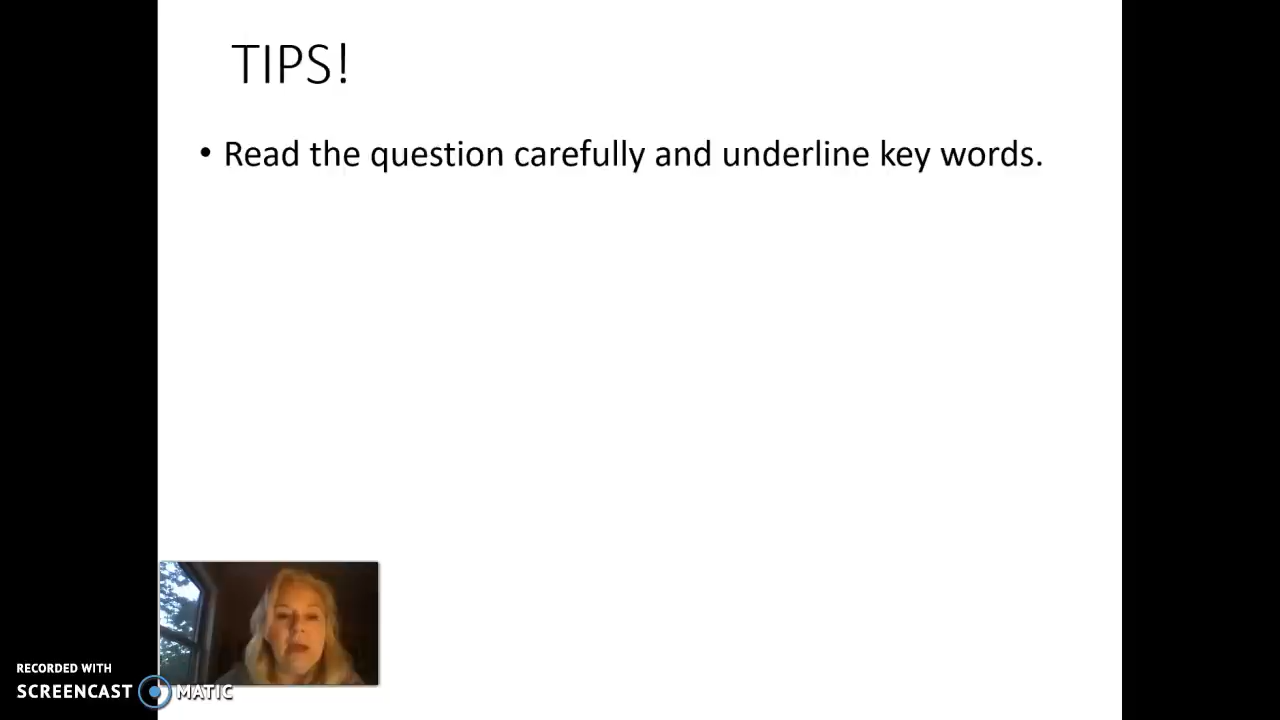 TIPS!
• Read the question carefully and underline key words.
RECORDED WITH
SCREENCAST MATIC